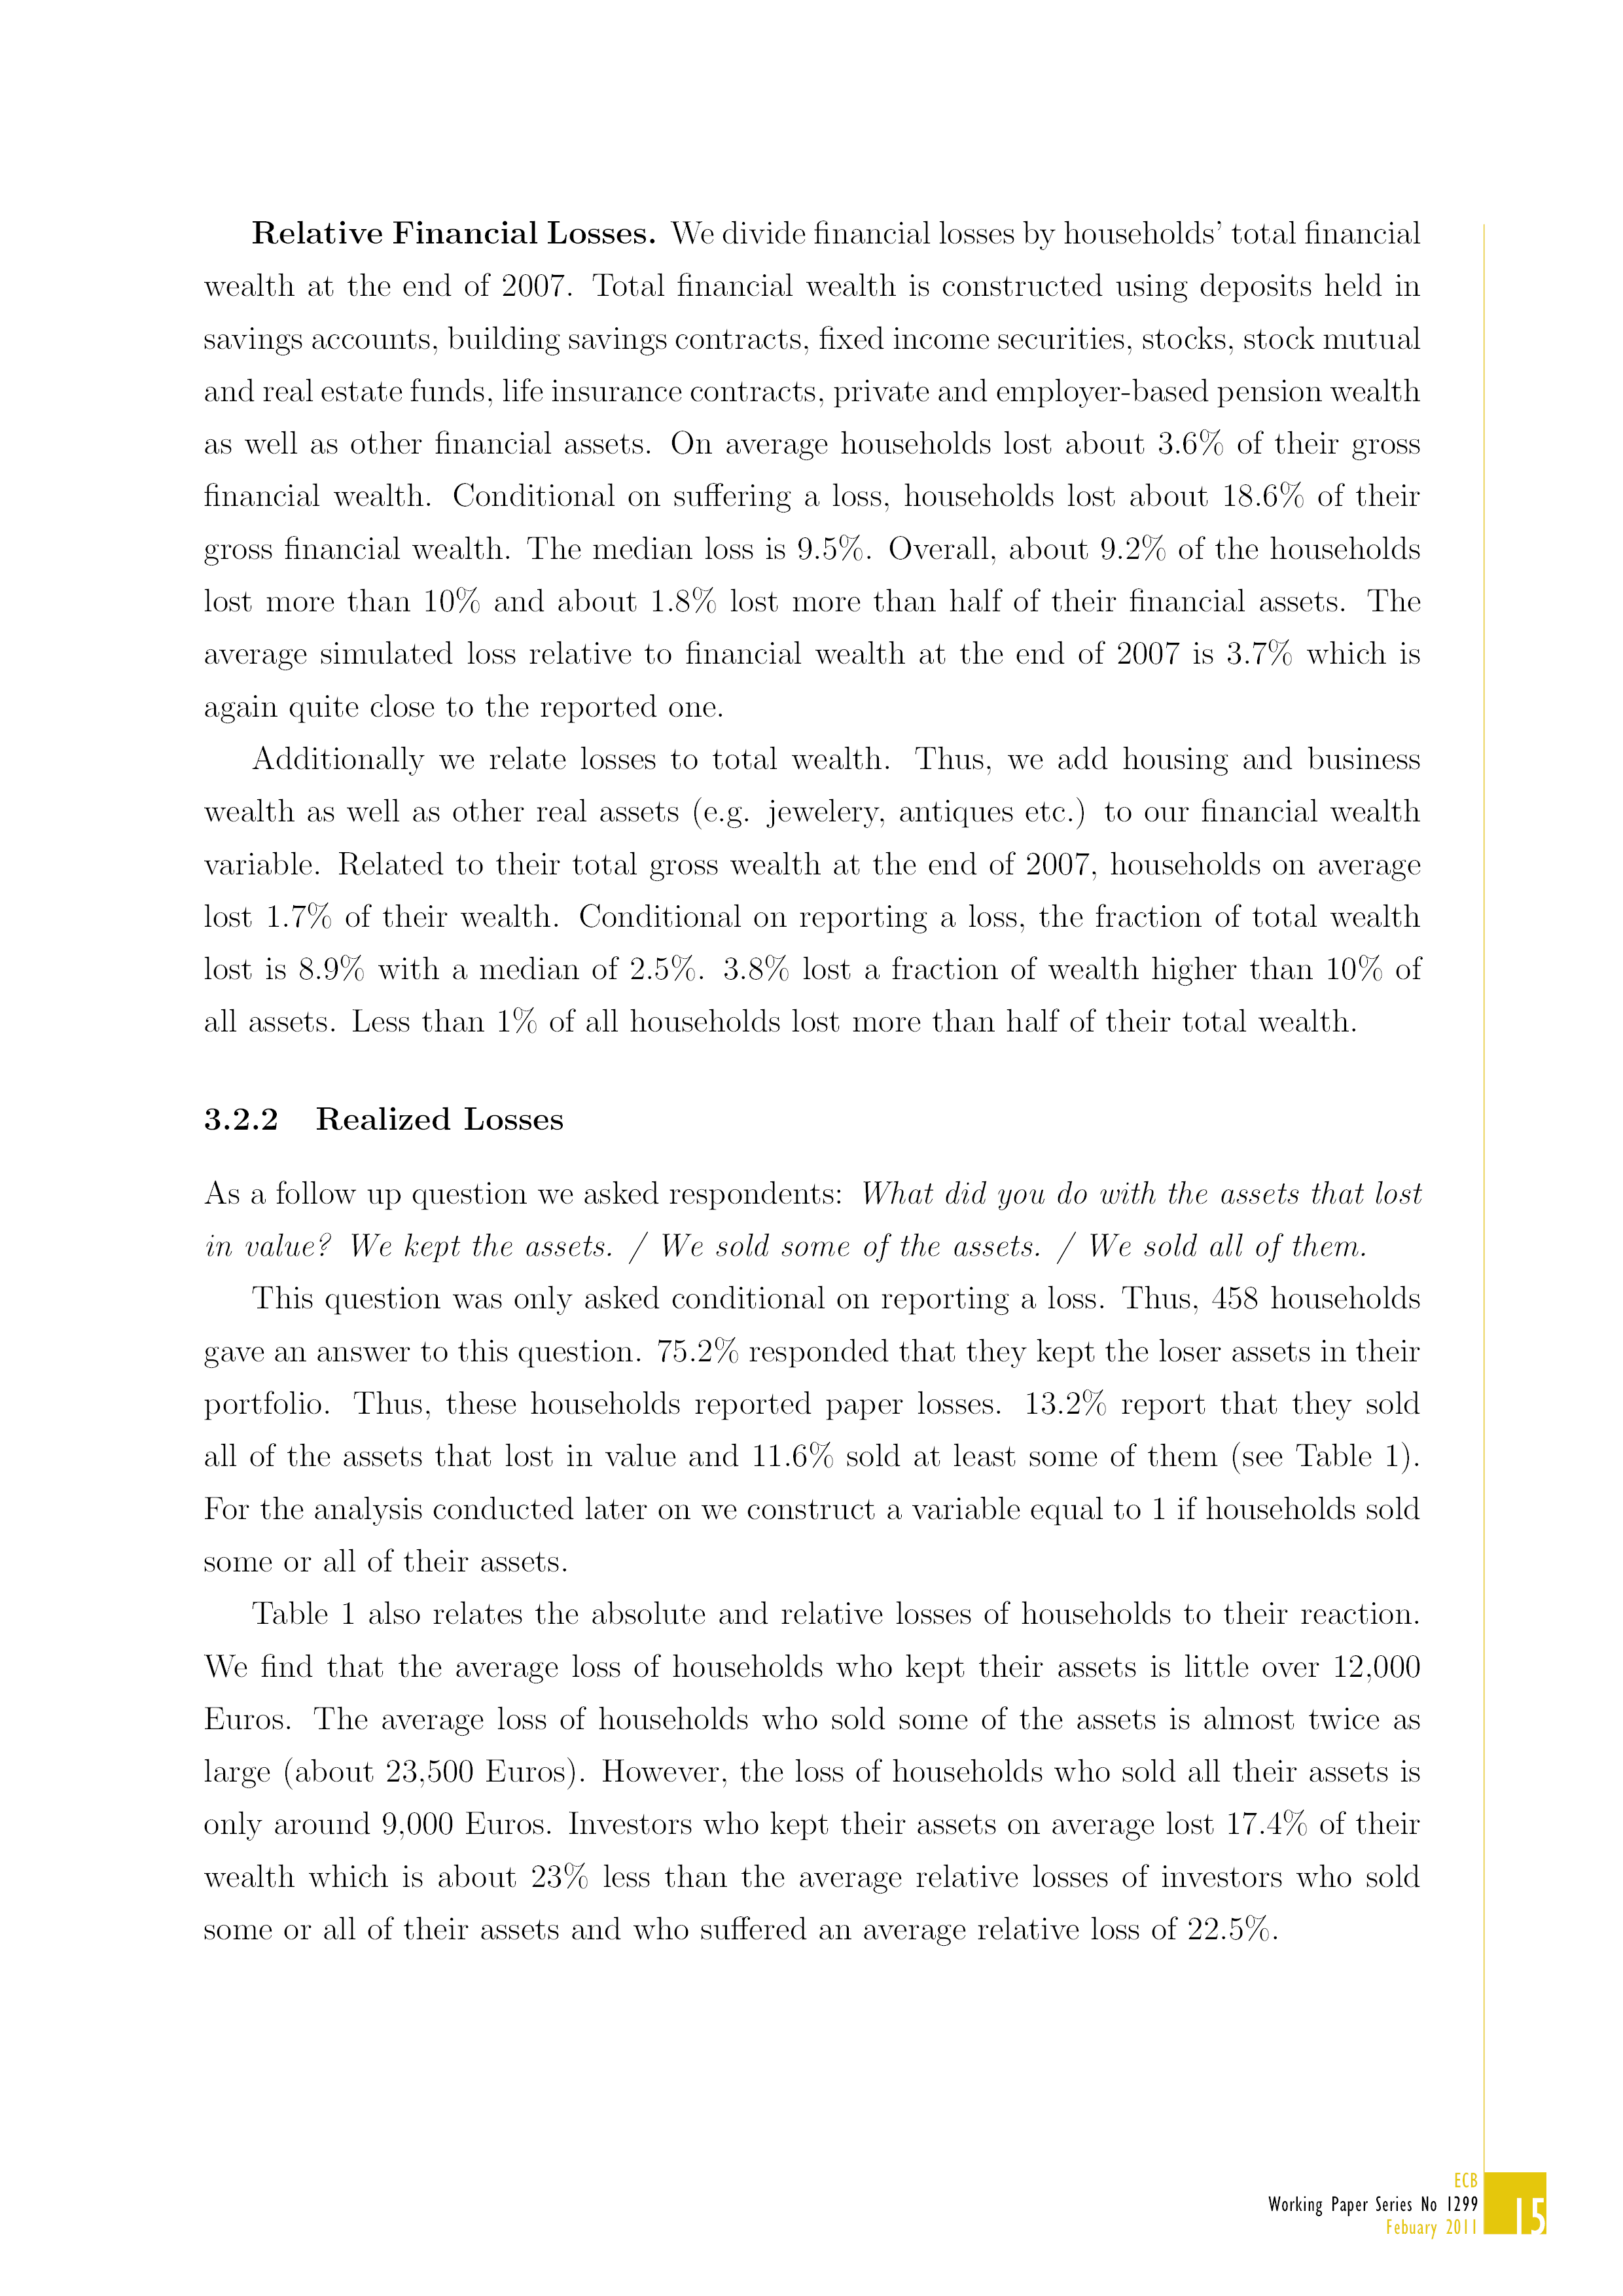 Relative Financial Losses. We divide financial losses by households' total financial
wealth at the end of 2007. Total financial wealth is constructed using deposits held in
savings accounts, building savings contracts, fixed income securities, stocks, stock mutual
and real estate funds, life insurance contracts, private and employer-based pension wealth
as well as other financial assets. On average households lost about 3.6% of their gross
financial wealth. Conditional on suffering a loss, households lost about 18.6% of their
gross financial wealth. The median loss is 9.5%. Overall, about 9.2% of the households
lost more than 10% and about 1.8% lost more than half of their financial assets. The
average simulated loss relative to financial wealth at the end of 2007 is 3.7% which is
again quite close to the reported one.
Additionally we relate losses to total wealth. Thus, we add housing and business
wealth as well as other real assets (e.g. jewelery, antiques etc.) to our financial wealth
variable. Related to their total gross wealth at the end of 2007, households on average
lost 1.7% of their wealth. Conditional on reporting a loss, the fraction of total wealth
lost is 8.9% with a median of 2.5%. 3.8% lost a fraction of wealth higher than 10% of
all assets. Less than 1% of all households lost more than half of their total wealth.
3.2.2 Realized Losses
As a follow up question we asked respondents: What did you do with the assets that lost
in value? We kept the assets. / We sold some of the assets. / We sold all of them.
This question was only asked conditional on reporting a loss. Thus, 458 households
gave an answer to this question. 75.2% responded that they kept the loser assets in their
portfolio. Thus, these households reported paper losses. 13.2% report that they sold
all of the assets that lost in value and 11.6% sold at least some of them (see Table 1).
For the analysis conducted later on we construct a variable equal to 1 if households sold
some or all of their assets.
Table 1 also relates the absolute and relative losses of households to their reaction.
We find that the average loss of households who kept their assets is little over 12,000
Euros. The average loss of households who sold some of the assets is almost twice as
large (about 23,500 Euros). However, the loss of households who sold all their assets is
only around 9,000 Euros. Investors who kept their assets on average lost 17.4% of their
wealth which is about 23% less than the average relative losses of investors who sold
some or all of their assets and who suffered an average relative loss of 22.5%.
ECB
Working Paper Series No 1299
Febuary 2011
15